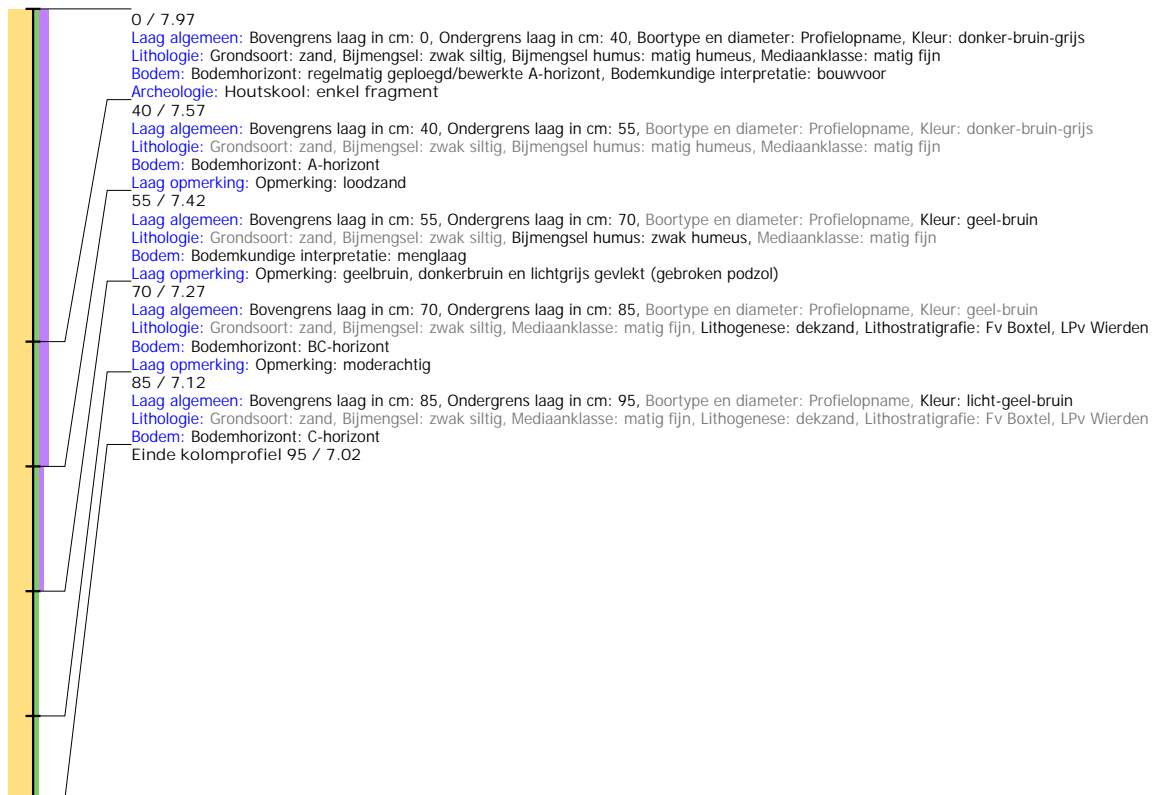 0 / 7.97
Laag algemeen: Bovengrens laag in cm: 0, Ondergrens laag in cm: 40, Boortype en diameter: Profielopname, Kleur: donker-bruin-grijs
Lithologie: Grondsoort: zand, Bijmengsel: zwak siltig, Bijmengsel humus: matig humeus, Mediaanklasse: matig fijn
Bodem: Bodemhorizont: regelmatig geploegd/bewerkte A-horizont, Bodemkundige interpretatie: bouwvoor
Archeologie: Houtskool: enkel fragment
40 / 7.57
Laag algemeen: Bovengrens laag in cm: 40, Ondergrens laag in cm: 55, Boortype en diameter: Profielopname, Kleur: donker-bruin-grijs
Lithologie: Grondsoort: zand, Bijmengsel: zwak siltig, Bijmengsel humus: matig humeus, Mediaanklasse: matig fijn
Bodem: Bodemhorizont: A-horizont
Laag opmerking: Opmerking: loodzand
55 / 7.42
Laag algemeen: Bovengrens laag in cm: 55, Ondergrens laag in cm: 70, Boortype en diameter: Profielopname, Kleur: geel-bruin
Lithologie: Grondsoort: zand, Bijmengsel: zwak siltig, Bijmengsel humus: zwak humeus, Mediaanklasse: matig fijn
Bodem: Bodemkundige interpretatie: menglaag
Laag opmerking: Opmerking: geelbruin, donkerbruin en lichtgrijs gevlekt (gebroken podzol)
70 / 7.27
Laag algemeen: Bovengrens laag in cm: 70, Ondergrens laag in cm: 85, Boortype en diameter: Profielopname, Kleur: geel-bruin
Lithologie: Grondsoort: zand, Bijmengsel: zwak siltig, Mediaanklasse: matig fijn, Lithogenese: dekzand, Lithostratigrafie: Fv Boxtel, LPv Wierden
Bodem: Bodemhorizont: BC-horizont
Laag opmerking: Opmerking: moderachtig
85 / 7.12
Laag algemeen: Bovengrens laag in cm: 85, Ondergrens laag in cm: 95, Boortype en diameter: Profielopname, Kleur: licht-geel-bruin
Lithologie: Grondsoort: zand, Bijmengsel: zwak siltig, Mediaanklasse: matig fijn, Lithogenese: dekzand, Lithostratigrafie: Fv Boxtel, LPv Wierden
Bodem: Bodemhorizont: C-horizont
Einde kolomprofiel 95 / 7.02